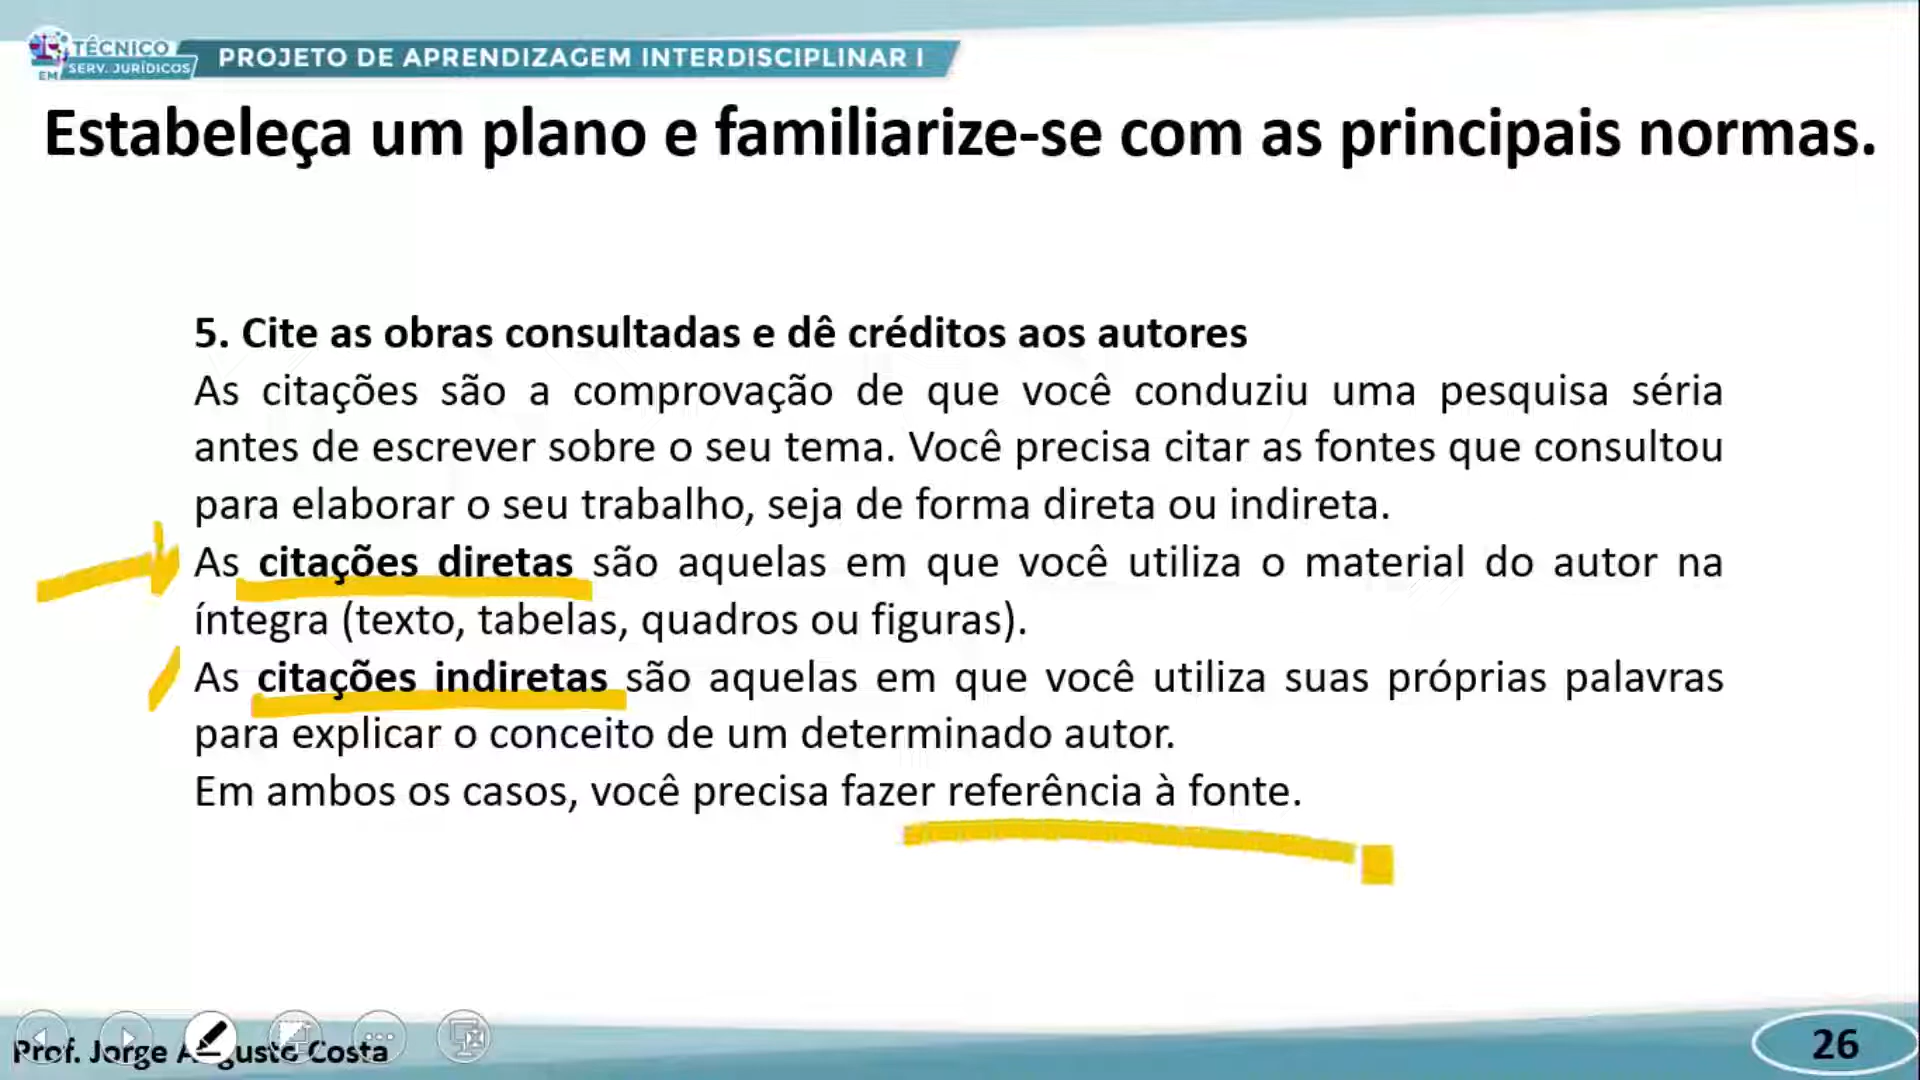 TÉCNICO
EM SERV. JURÍDICOS
PROJETO DE APRENDIZAGEM INTERDISCIPLINAR I
Estabeleça um plano e familiarize-se com as principais normas.
5. Cite as obras consultadas e dê créditos aos autores
As citações são a comprovação de que você conduziu uma pesquisa séria
antes de escrever sobre o seu tema. Você precisa citar as fontes que consultou
para elaborar o seu trabalho, seja de forma direta ou indireta.
As citações diretas são aquelas em que você utiliza o material do autor na
íntegra (texto, tabelas, quadros ou figuras).
As citações indiretas são aquelas em que você utiliza suas próprias palavras
para explicar o conceito de um determinado autor.
Em ambos os casos, você precisa fazer referência à fonte.
Prof. Jorge Augusto Costa
26